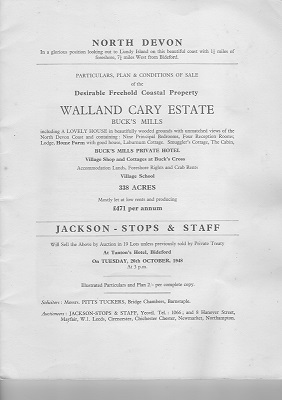 NORTH DEVON
In a glorious position looking out to Lundy Island on this beautiful coast with 1½ miles of
foreshore, 7½ miles West from Bideford.
PARTICULARS, PLAN & CONDITIONS OF SALE
of the
Desirable Freehold Coastal Property
WALLAND CARY ESTATE
BUCK'S MILLS
including A LOVELY HOUSE in beautifully wooded grounds with unmatched views of the
North Devon Coast and containing: Nine Principal Bedrooms, Four Reception Rooms;
Lodge, Home Farm; with good house, Laburnum Cottage. Smuggler's Cottage, The Cabin,
BUCK'S MILLS PRIVATE HOTEL
Village Shop and Cottages at Buck's Cross
Accommodation Lands, Foreshore Rights and Crab Rents
Village School
338 ACRES
Mostly let at low rents and producing
£471 per annum
JACKSON - STOPS & STAFF
Will Sell the Above by Auction in 19 Lots unless previously sold by Private Treaty
At Tanton's Hotel, Bideford
On TUESDAY, 26th OCTOBER, 1948
At 3 p.m.
Illustrated Particulars and Plan 2/- per complete copy.
Solicitors: Messrs. PITTS TUCKERS, Bridge Chambers, Barnstaple.
Auctioneers: JACKSON-STOPS & STAFF, Yeovil, Tel.: 1066; and 8 Hanover Street,
Mayfair, W.1, Leeds, Cirencester, Chichester Chester, Newmarket, Northampton.